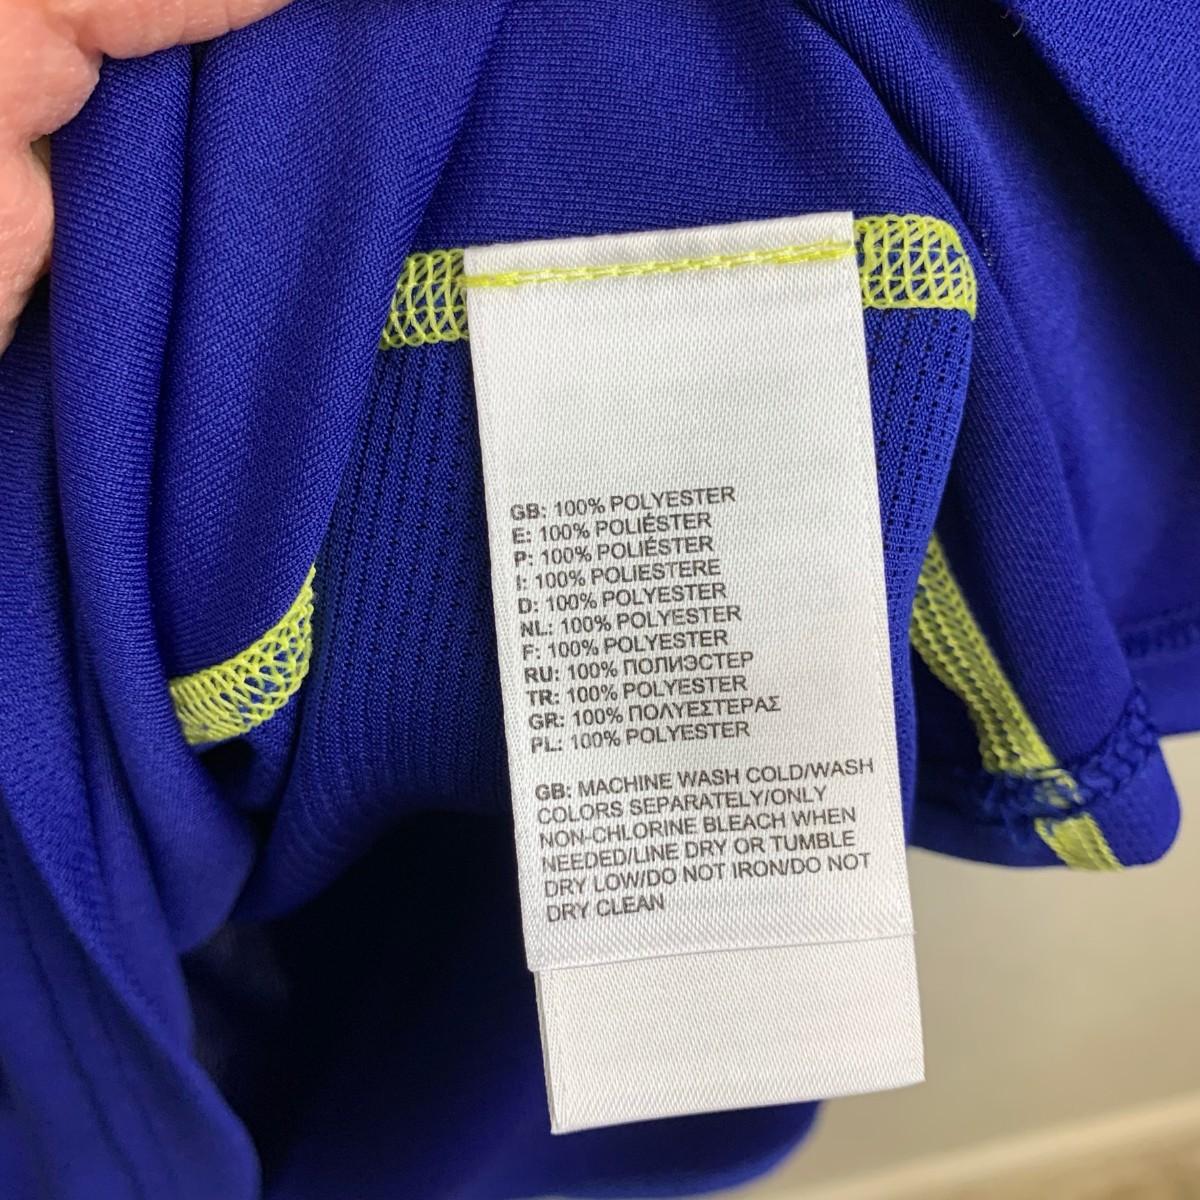 GB: 100% POLYESTER
E: 100% POLIÉSTER
P: 100% POLIÉSTER
I: 100% POLIESTERE
D: 100% POLYESTER
NL: 100% POLYESTER
F: 100% POLYESTER
RU: 100% ПОЛИЭСТЕР
TR: 100% POLYESTER
GR: 100% ΠΟΛΥΕΣΤΕΡΑΣ
PL: 100% POLYESTER
GB: MACHINE WASH COLD/WASH
COLORS SEPARATELY/ONLY
NON-CHLORINE BLEACH WHEN
NEEDED/LINE DRY OR TUMBLE
DRY LOW/DO NOT IRON/DO NOT
DRY CLEAN